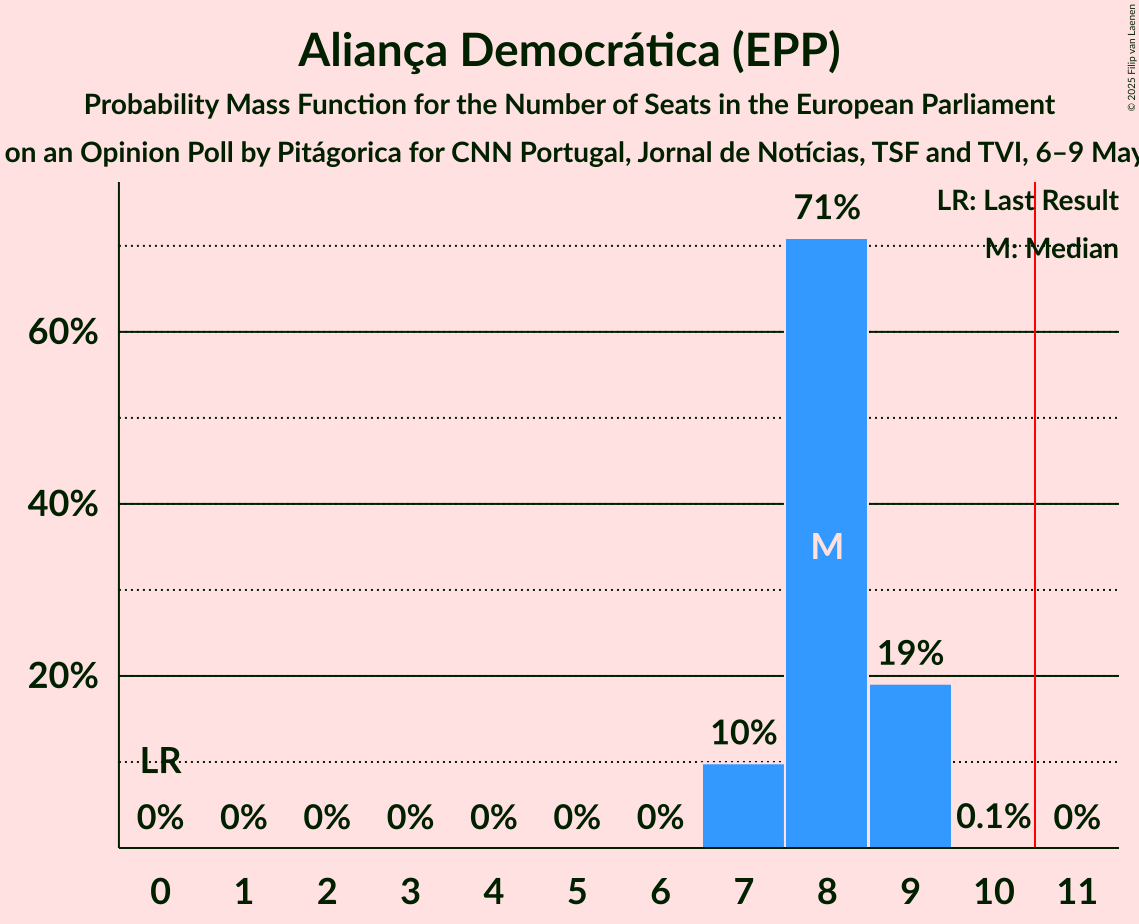 Aliança Democrática (EPP)
Probability Mass Function for the Number of Seats in the European Parliament
on an Opinion Poll by Pitágorica for CNN Portugal, Jornal de Notícias, TSF and TVI, 6–9 May
© 2025 Filip van Laenen
LR: Last Result
M: Median
71%
60%
40%
M
20%
19%
10%
LR
0% 0% 0% 0% 0% 0% 0% 0.1% 0%
0 1 2 3 4 5 6 7 8 9 10 11